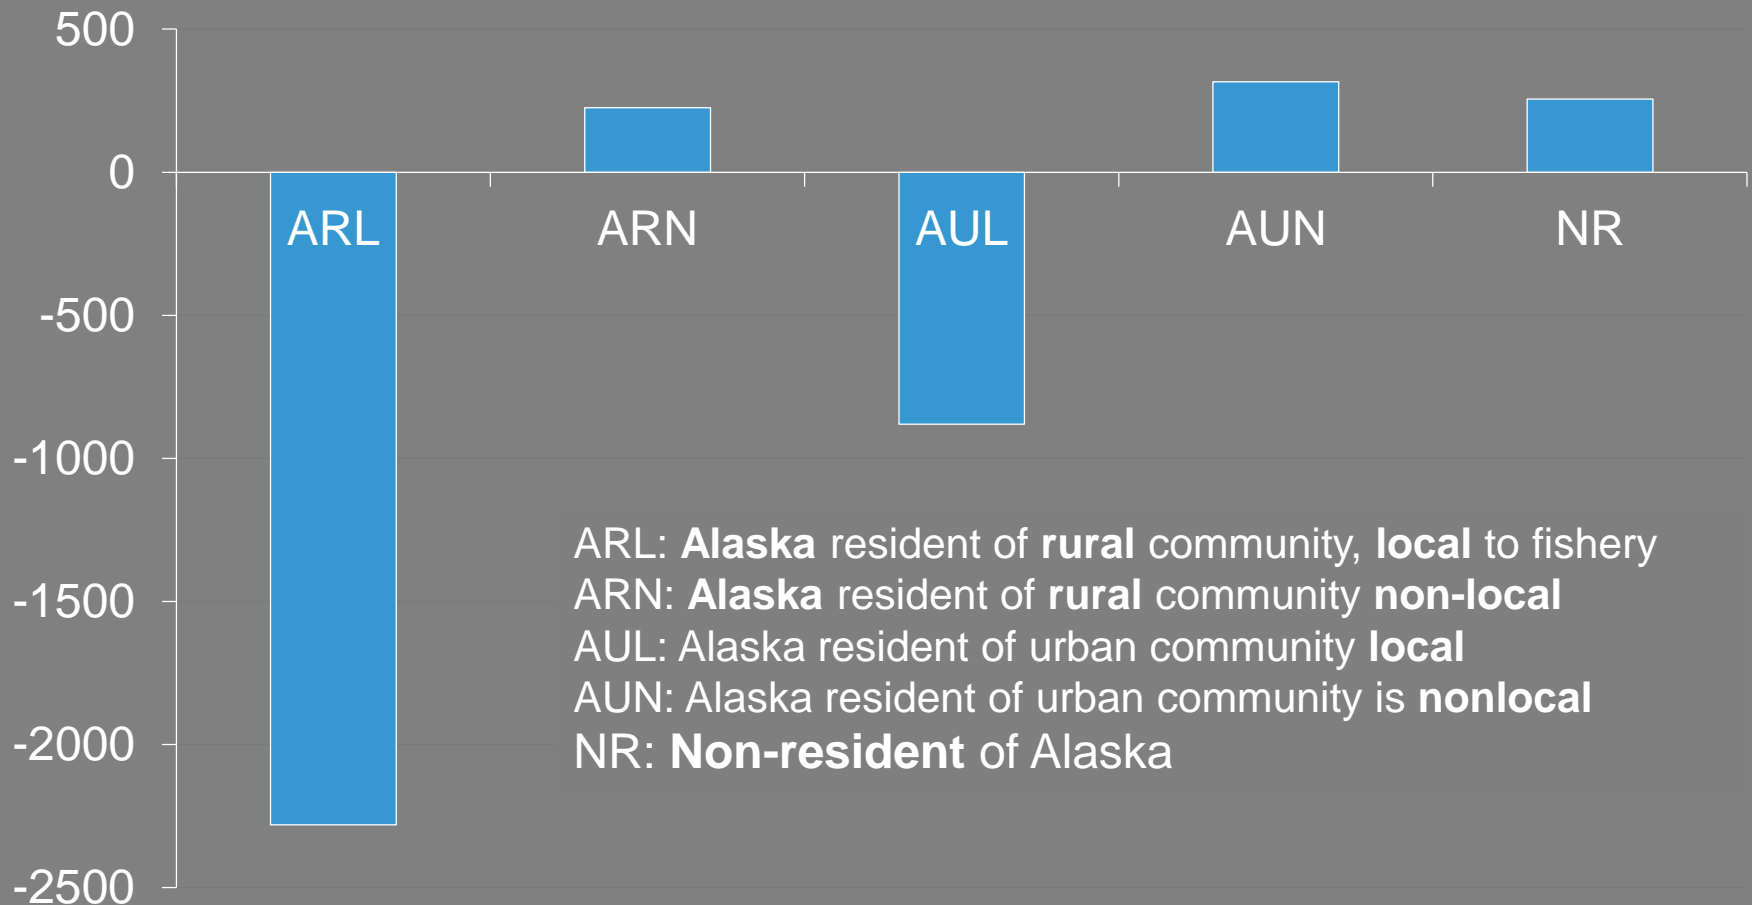 500
0
ARL ARN AUL AUN NR
-500
-1000
ARL: Alaska resident of rural community, local to fishery
ARN: Alaska resident of rural community non-local
-1500
AUL: Alaska resident of urban community local
AUN: Alaska resident of urban community is nonlocal
-2000
NR: Non-resident of Alaska
-2500